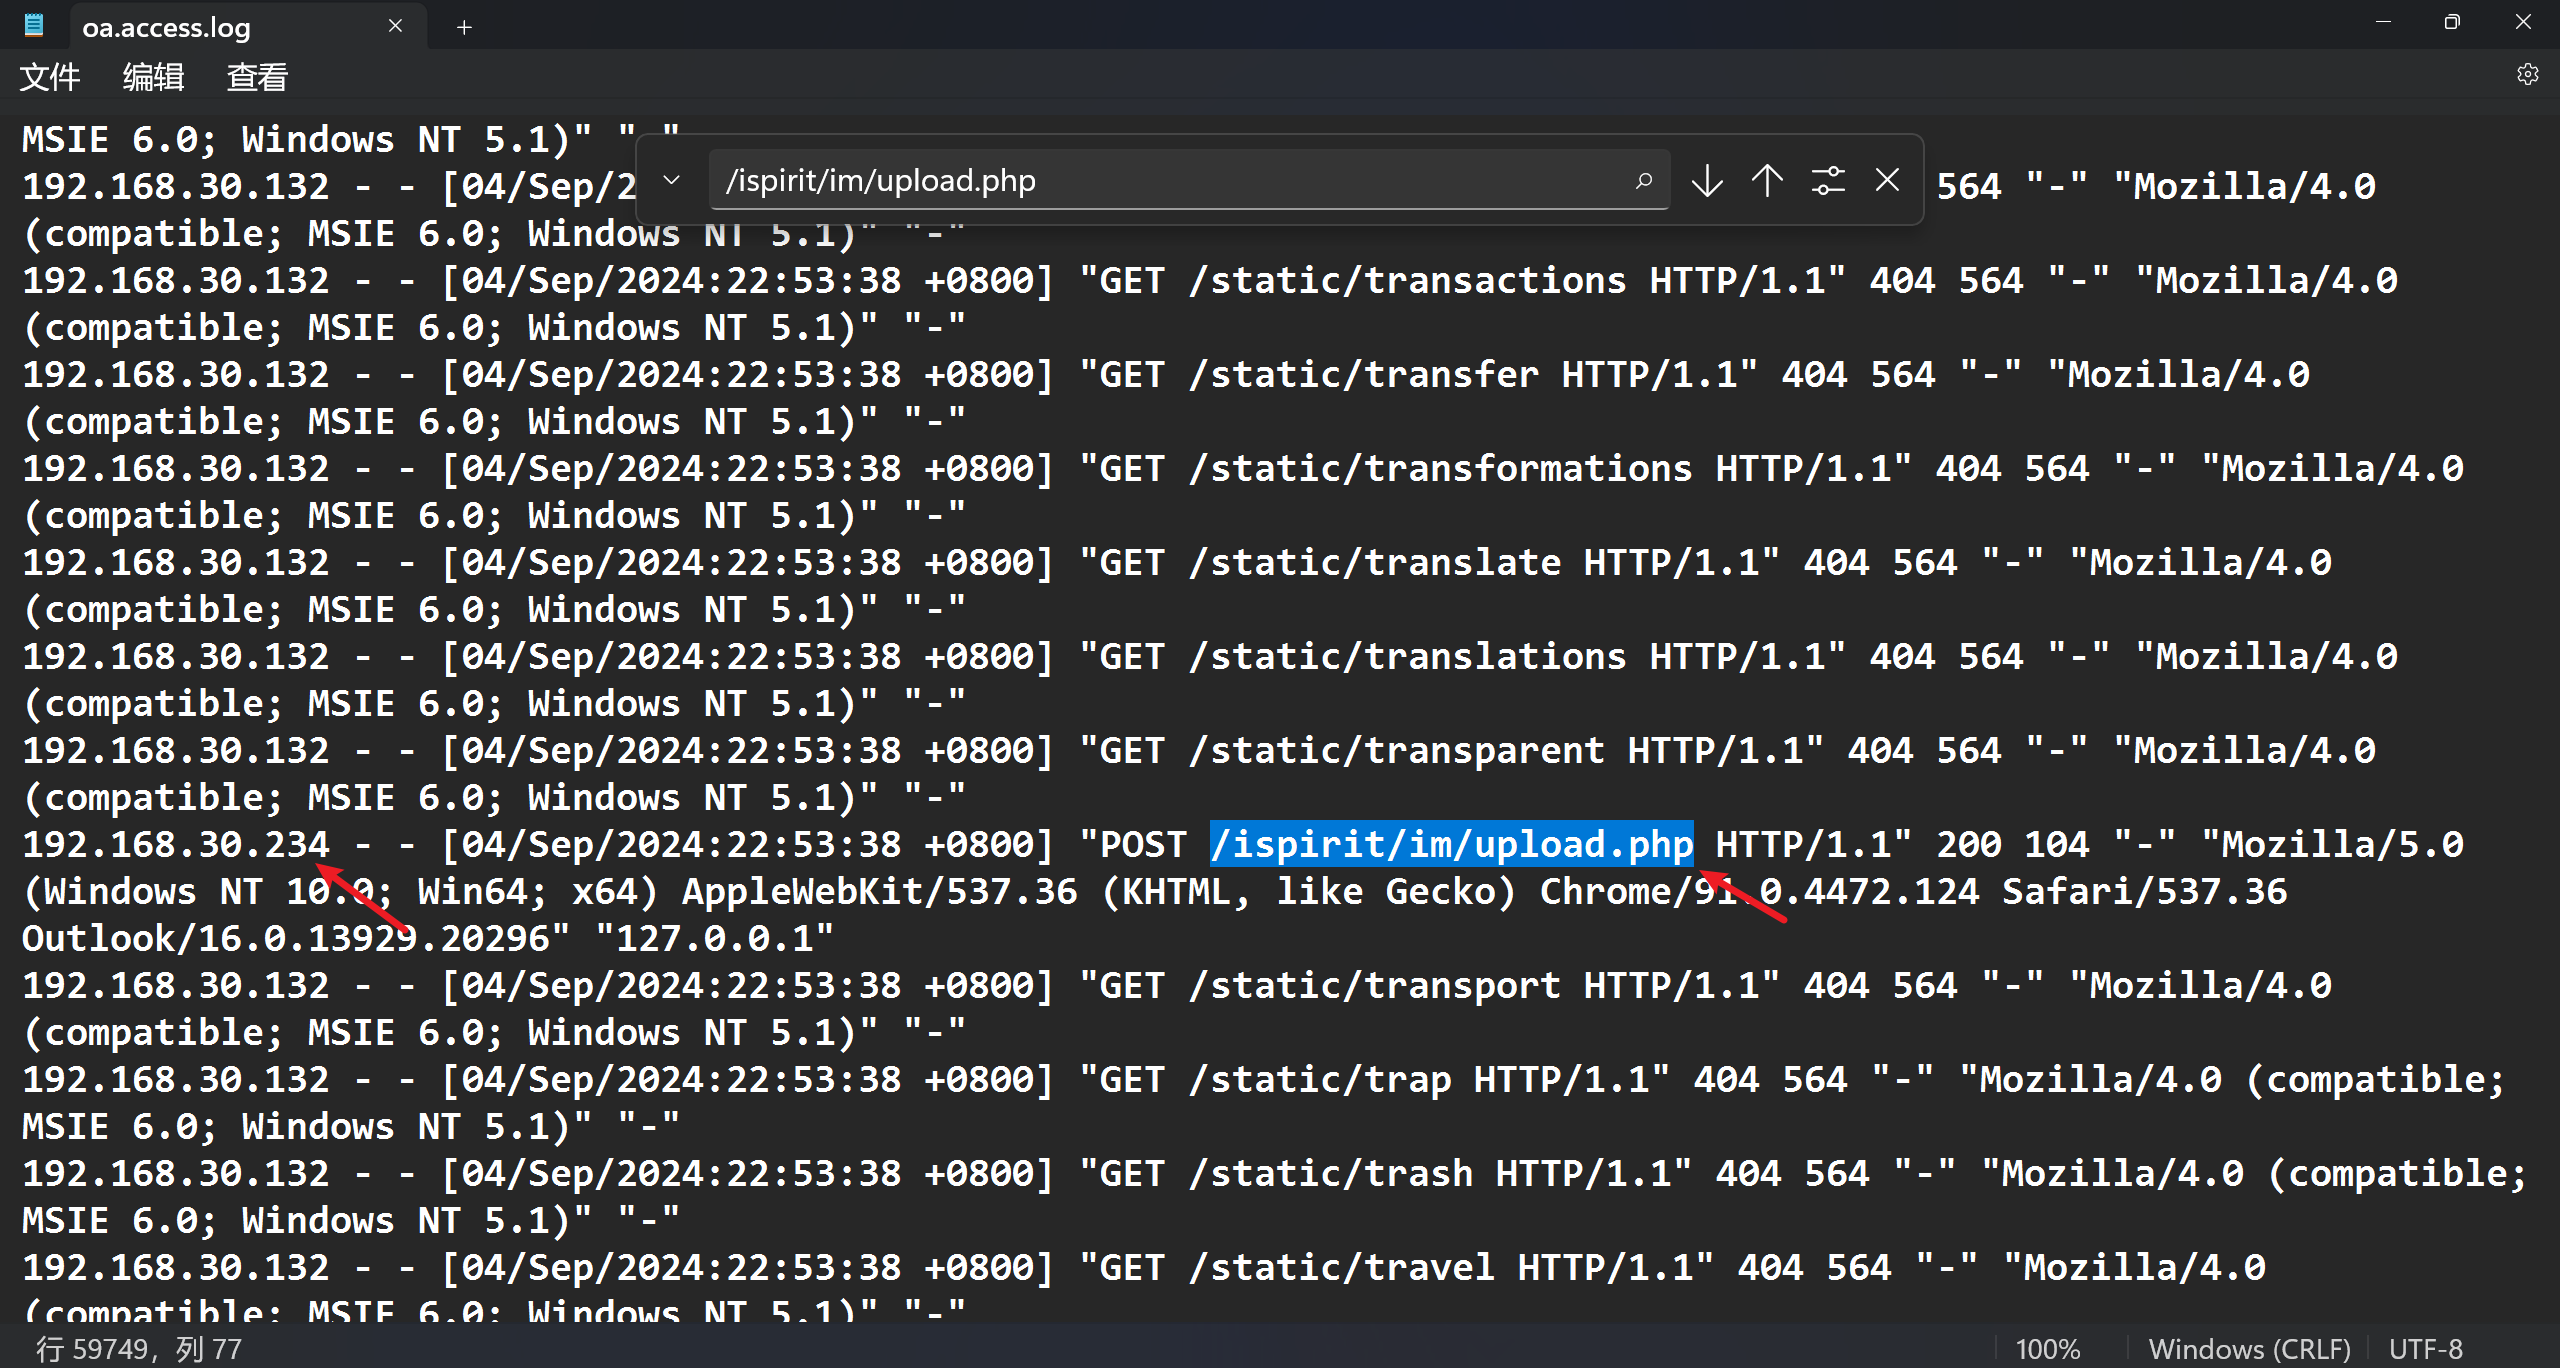 oa.access.log
文件 编辑 查看
/ispirit/im/upload.php
MSIE 6.0; Windows NT 5.1)" "-"
192.168.30.132 - - [04/Sep/2 564 "-" "Mozilla/4.0
(compatible; MSIE 6.0; Windows NT 5.1)" "-"
192.168.30.132 - - [04/Sep/2024:22:53:38 +0800] "GET /static/transactions HTTP/1.1" 404 564 "-" "Mozilla/4.0
(compatible; MSIE 6.0; Windows NT 5.1)" "-"
192.168.30.132 - - [04/Sep/2024:22:53:38 +0800] "GET /static/transfer HTTP/1.1" 404 564 "-" "Mozilla/4.0
(compatible; MSIE 6.0; Windows NT 5.1)" "-"
192.168.30.132 - - [04/Sep/2024:22:53:38 +0800] "GET /static/transformations HTTP/1.1" 404 564 "-" "Mozilla/4.0
(compatible; MSIE 6.0; Windows NT 5.1)" "-"
192.168.30.132 - - [04/Sep/2024:22:53:38 +0800] "GET /static/translate HTTP/1.1" 404 564 "-" "Mozilla/4.0
(compatible; MSIE 6.0; Windows NT 5.1)" "-"
192.168.30.132 - - [04/Sep/2024:22:53:38 +0800] "GET /static/translations HTTP/1.1" 404 564 "-" "Mozilla/4.0
(compatible; MSIE 6.0; Windows NT 5.1)" "-"
192.168.30.132 - - [04/Sep/2024:22:53:38 +0800] "GET /static/transparent HTTP/1.1" 404 564 "-" "Mozilla/4.0
(compatible; MSIE 6.0; Windows NT 5.1)" "-"
192.168.30.234 - - [04/Sep/2024:22:53:38 +0800] "POST /ispirit/im/upload.php HTTP/1.1" 200 104 "-" "Mozilla/5.0
(Windows NT 10.0; Win64; x64) AppleWebKit/537.36 (KHTML, like Gecko) Chrome/91.0.4472.124 Safari/537.36
Outlook/16.0.13929.20296" "127.0.0.1"
192.168.30.132 - - [04/Sep/2024:22:53:38 +0800] "GET /static/transport HTTP/1.1" 404 564 "-" "Mozilla/4.0
(compatible; MSIE 6.0; Windows NT 5.1)" "-"
192.168.30.132 - - [04/Sep/2024:22:53:38 +0800] "GET /static/trap HTTP/1.1" 404 564 "-" "Mozilla/4.0 (compatible;
MSIE 6.0; Windows NT 5.1)" "-"
192.168.30.132 - - [04/Sep/2024:22:53:38 +0800] "GET /static/trash HTTP/1.1" 404 564 "-" "Mozilla/4.0 (compatible;
MSIE 6.0; Windows NT 5.1)" "-"
192.168.30.132 - - [04/Sep/2024:22:53:38 +0800] "GET /static/travel HTTP/1.1" 404 564 "-" "Mozilla/4.0
(compatible; MSIE 6.0; Windows NT 5.1)" "-"
行 59749，列 77 100% Windows (CRLF) UTF-8